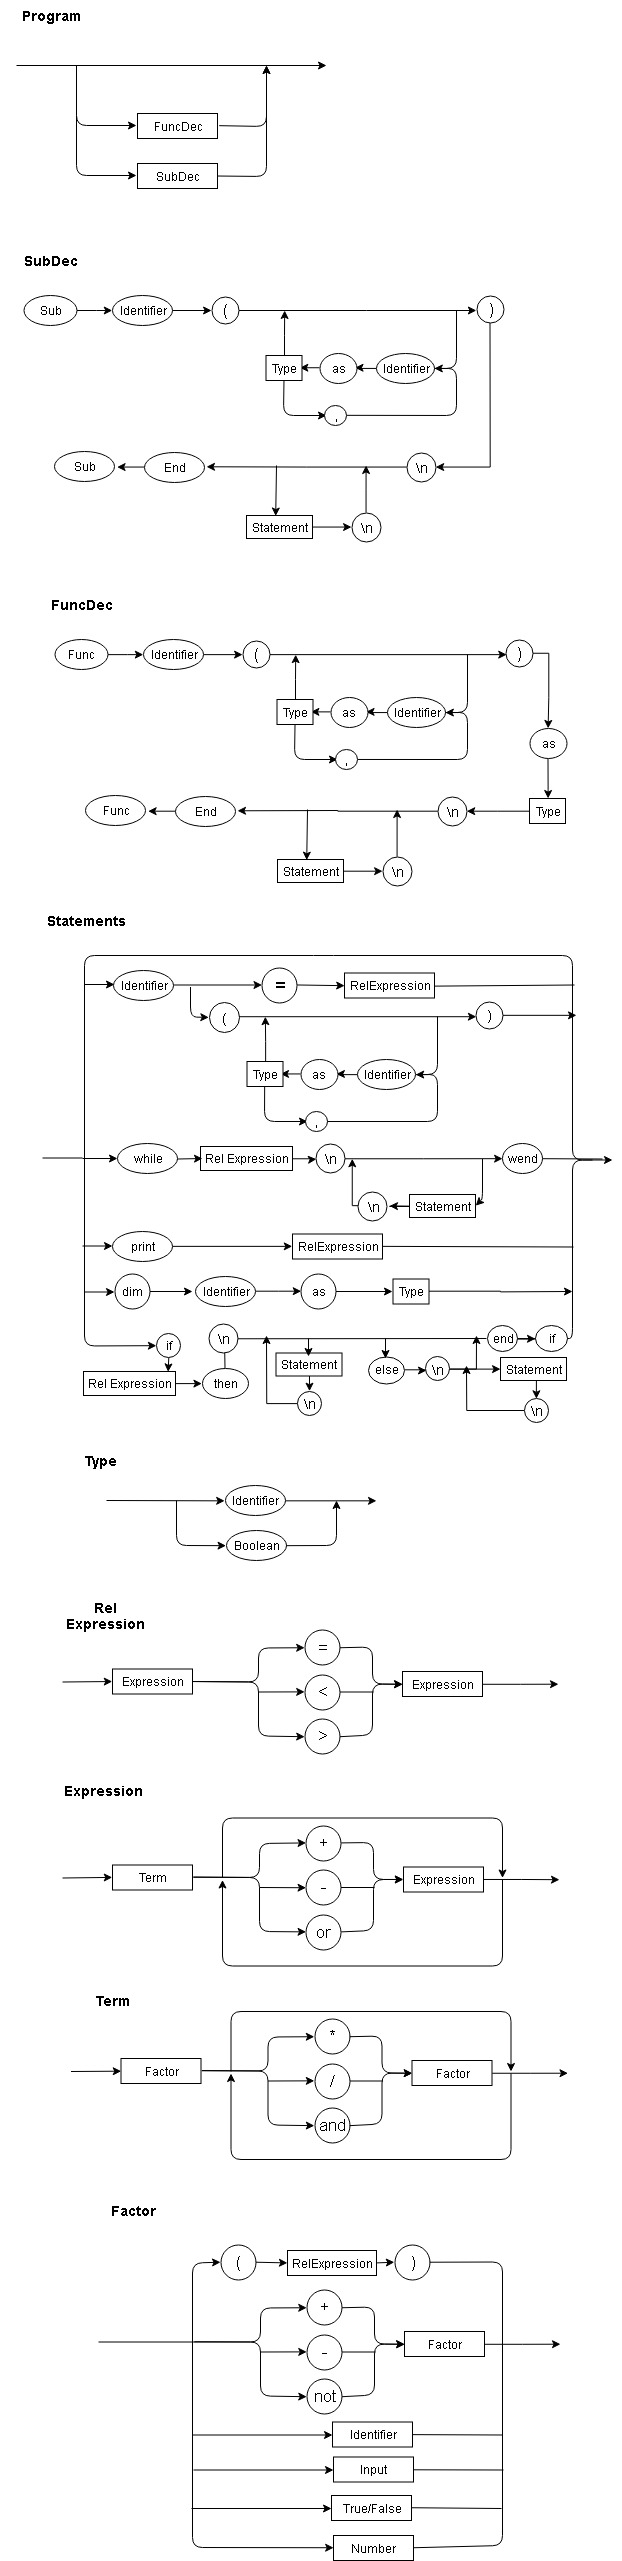 Program
FuncDec
SubDec
SubDec
Sub Identifier ( )
Type as Identifier
,
Sub End \n
Statement \n
FuncDec
Func Identifier ( )
Type as Identifier
as
,
Func End \n Type
Statement \n
Statements
Identifier = RelExpression
( )
Type as Identifier
,
while Rel Expression \n wend
\n Statement
print RelExpression
dim Identifier as Type
if \n end if
Statement else \n Statement
Rel Expression then
\n \n
Type
Identifier
Boolean
Rel
Expression
=
Expression < Expression
>
Expression
+
Term - Expression
or
Term
*
Factor / Factor
and
Factor
( RelExpression )
+
- Factor
not
Identifier
Input
True/False
Number